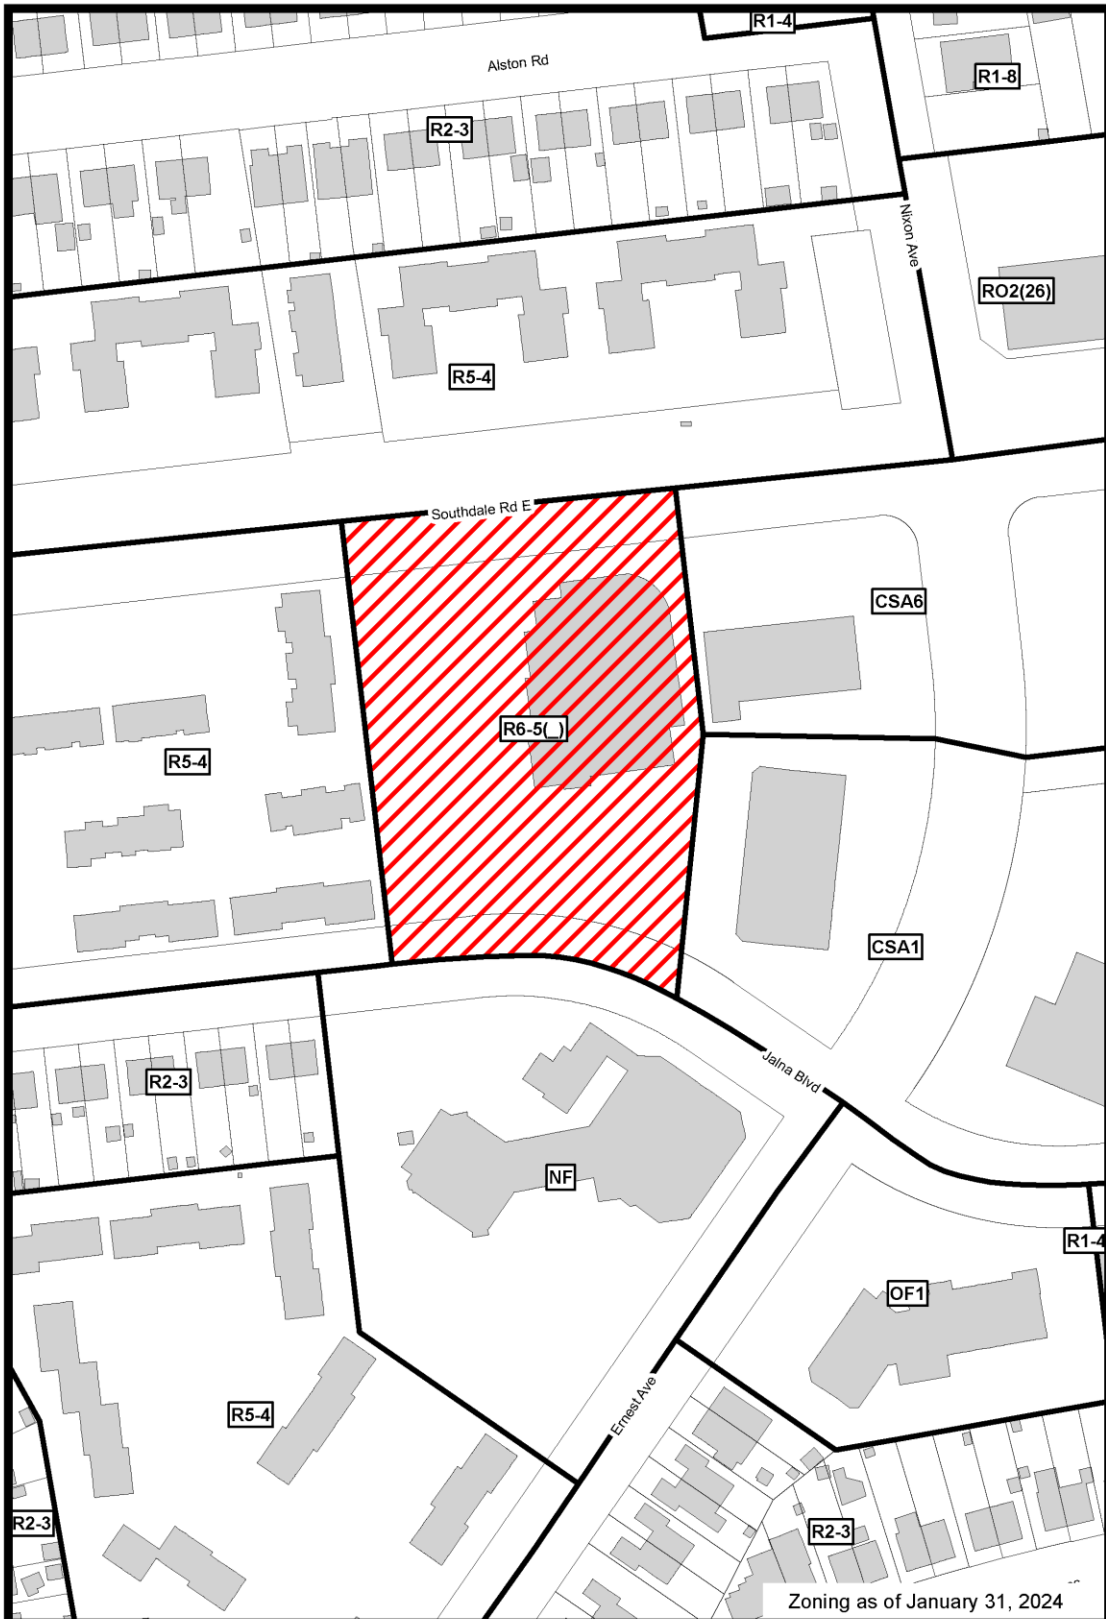 R1-4
Alston Rd
R1-8
R2-3
Nixon Ave
RO2(26)
R5-4
Southdale Rd E
CSA6
R6-5(_)
R5-4
CSA1
Jalna Blvd
R2-3
NF
R1-4
OF1
Ernest Ave
R5-4
R2-3
R2-3
Zoning as of January 31, 2024